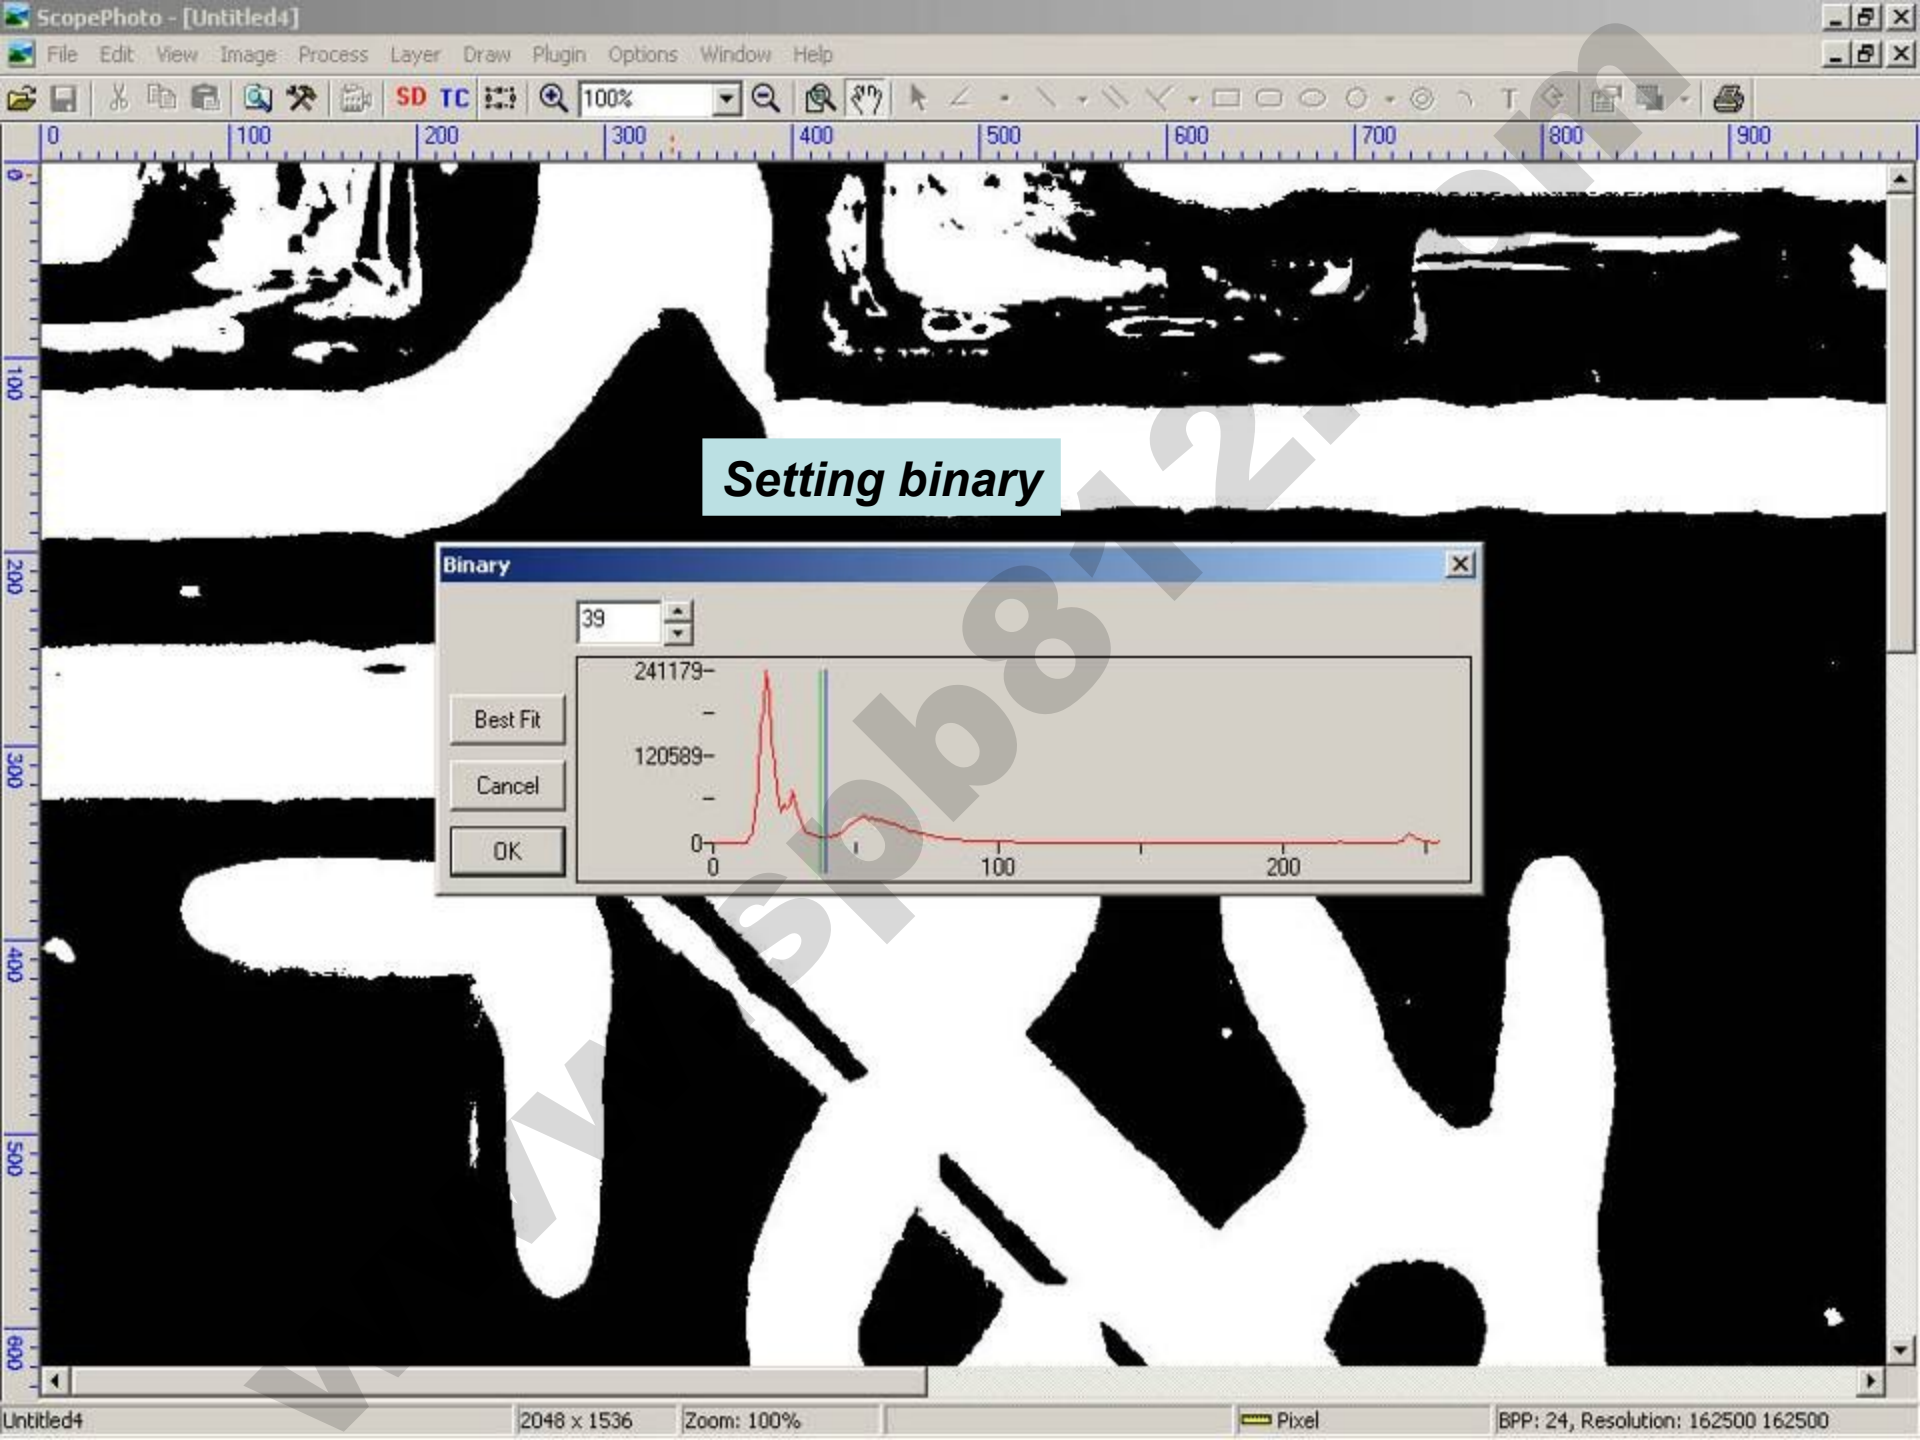 ScopePhoto - [Untitled4]
File Edit View Image Process Layer Draw Plugin Options Window Help
SD TC 100% T
0 100 200 300 400 500 600 700 800 900
0
100
200
300
400
500
600
Setting binary
Binary
39
241179
120589
0
0 100 200
Best Fit
Cancel
OK
Untitled4 2048 x 1536 Zoom: 100% Pixel BPP: 24, Resolution: 162500 162500
www.spb812.com